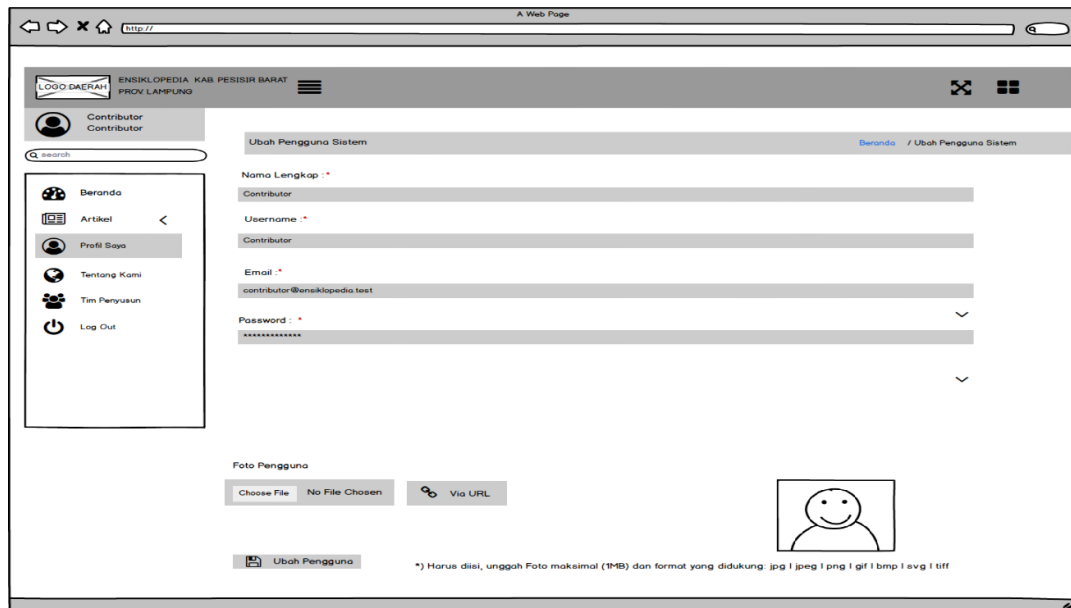 A Web Page
http://
LOGO DAERAH
ENSIKLOPEDIA KAB. PESISIR BARAT
PROV LAMPUNG
Contributor
Contributor
search
Beranda
Artikel
Profil Saya
Tentang Kami
Tim Penyusun
Log Out
Ubah Pengguna Sistem
Beranda / Ubah Pengguna Sistem
Nama Lengkap :*
Contributor
Username :*
Contributor
Email :*
contributor@ensiklopedia.test
Password : *
*************
Foto Pengguna
Choose File No File Chosen
Via URL
Ubah Pengguna
*) Harus diisi, unggah Foto maksimal (1MB) dan format yang didukung: jpg | jpeg | png | gif | bmp | svg | tiff